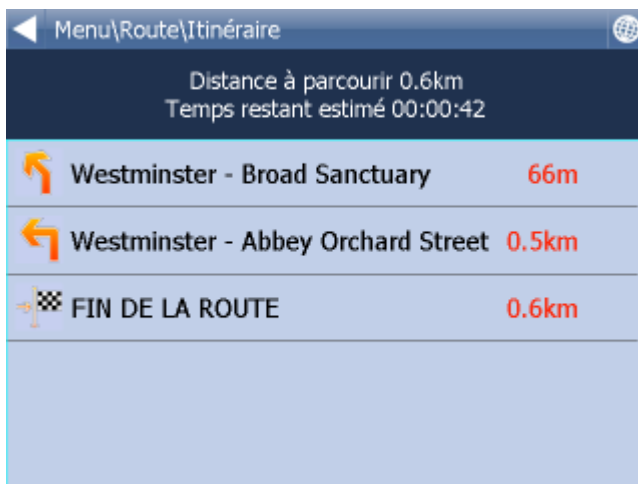 Menu\Route\Itinéraire
Distance à parcourir 0.6km
Temps restant estimé 00:00:42
Westminster - Broad Sanctuary 66m
Westminster - Abbey Orchard Street 0.5km
FIN DE LA ROUTE 0.6km